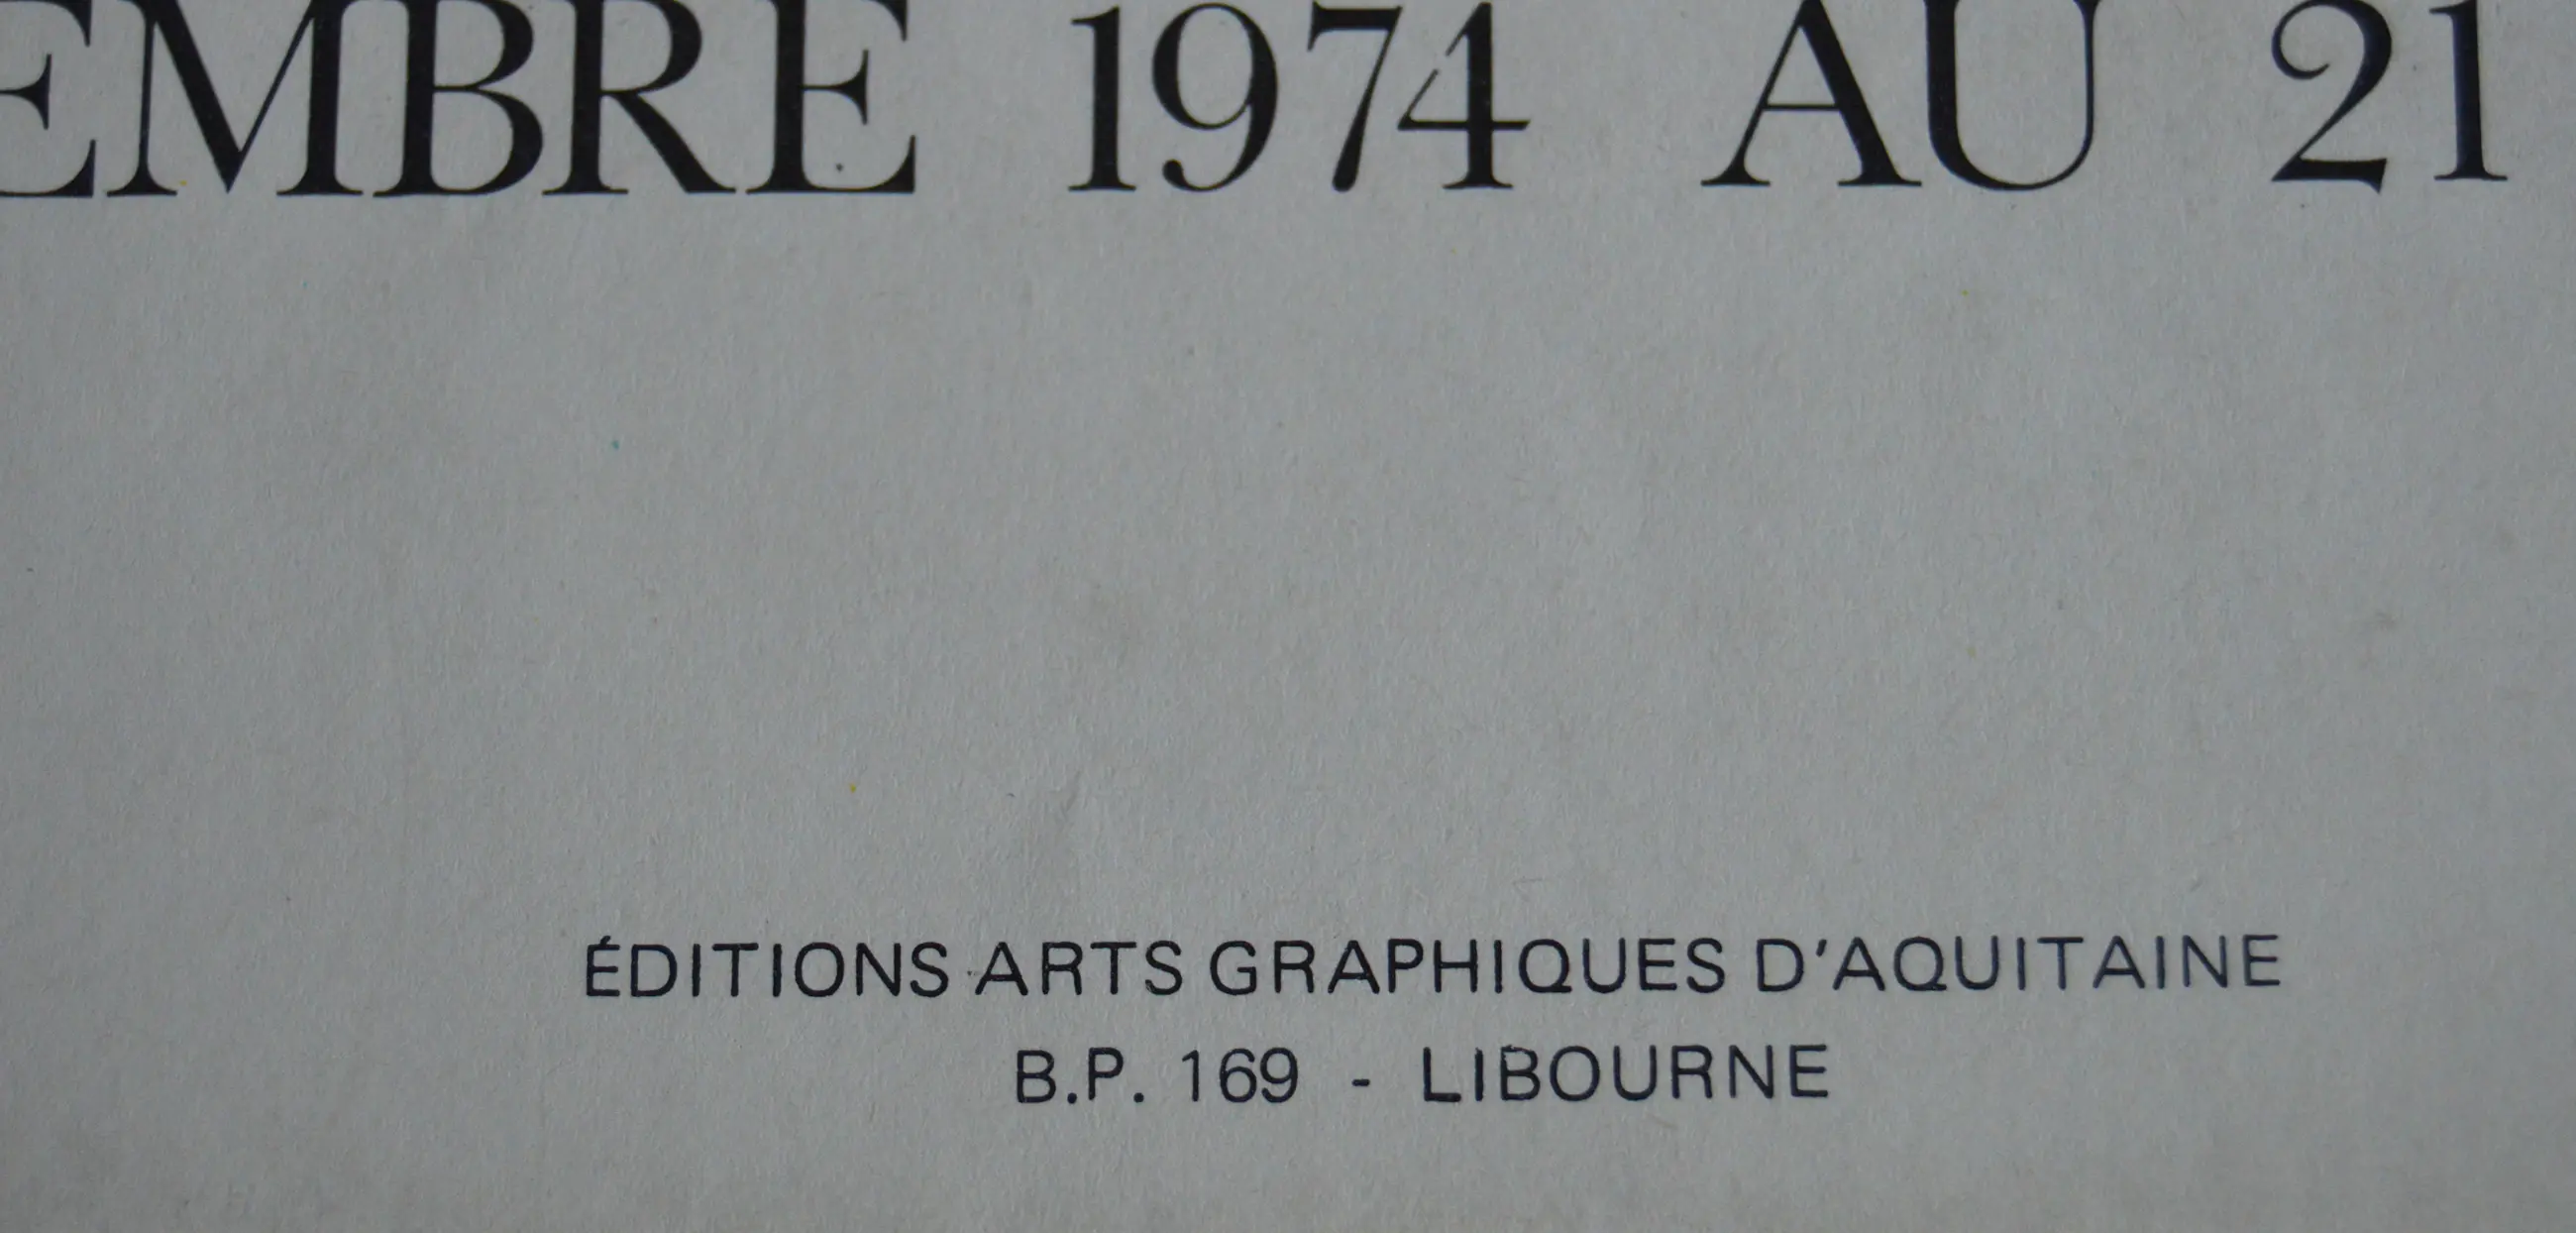 EMBRE 1974 AU 21
ÉDITIONS ARTS GRAPHIQUES D'AQUITAINE
B.P. 169 - LIBOURNE